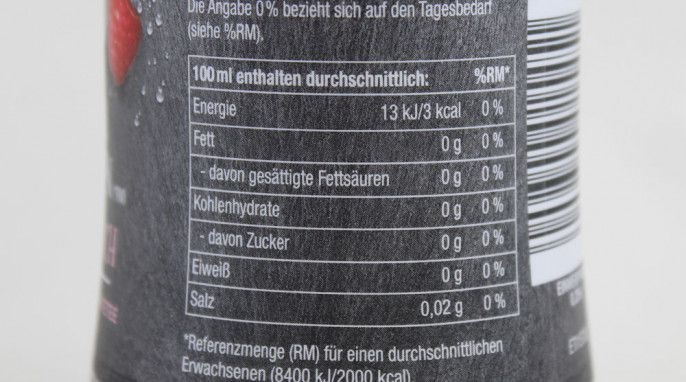 Die Angabe 0% bezieht sich auf den Tagesbedarf
(siehe %RM).
100 ml enthalten durchschnittlich: %RM*
Energie 13 kJ/3 kcal 0 %
Fett 0 g 0 %
- davon gesättigte Fettsäuren 0 g 0 %
Kohlenhydrate 0 g 0 %
- davon Zucker 0 g 0 %
Eiweiß 0 g 0 %
Salz 0,02 g 0 %
*Referenzmenge (RM) für einen durchschnittlichen
Erwachsenen (8400 kJ/2000 kcal)